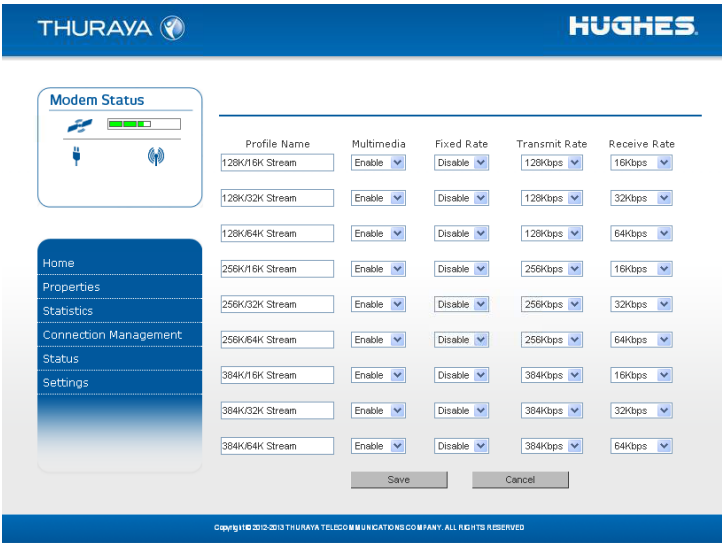 THURAYA
HUGHES.
Modem Status
Profile Name Multimedia Fixed Rate Transmit Rate Receive Rate
128K/16K Stream Enable Disable 128Kbps 16Kbps
128K/32K Stream Enable Disable 128Kbps 32Kbps
128K/64K Stream Enable Disable 128Kbps 64Kbps
256K/16K Stream Enable Disable 256Kbps 16Kbps
256K/32K Stream Enable Disable 256Kbps 32Kbps
256K/64K Stream Enable Disable 256Kbps 64Kbps
384K/16K Stream Enable Disable 384Kbps 16Kbps
384K/32K Stream Enable Disable 384Kbps 32Kbps
384K/64K Stream Enable Disable 384Kbps 64Kbps
Home
Properties
Statistics
Connection Management
Status
Settings
Save Cancel
Copyright© 2012-2013 THURAYA TELECOMMUNICATIONS COMPANY. ALL RIGHTS RESERVED